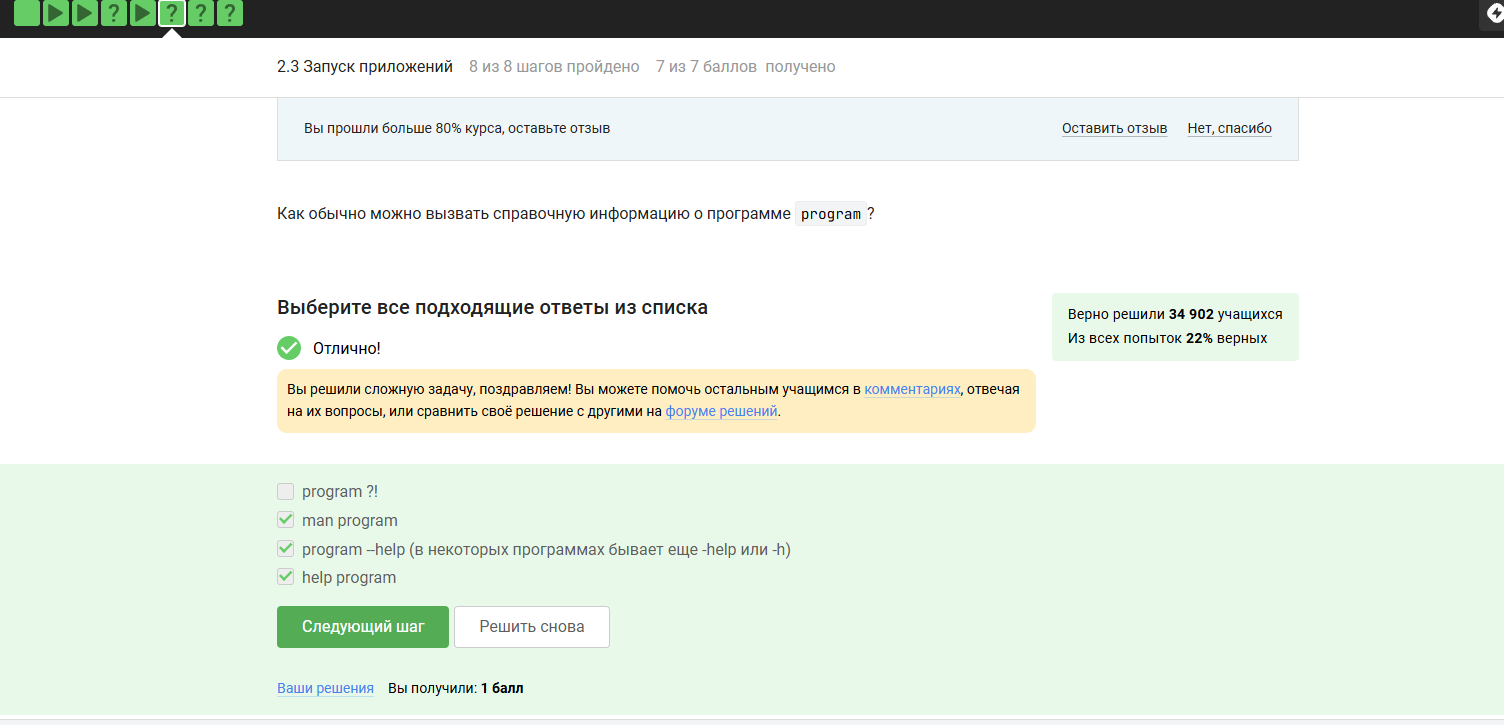 ? ? ? ?
2.3 Запуск приложений 8 из 8 шагов пройдено 7 из 7 баллов получено
Вы прошли больше 80% курса, оставьте отзыв Оставить отзыв Нет, спасибо
Как обычно можно вызвать справочную информацию о программе program ?
Выберите все подходящие ответы из списка
Верно решили 34 902 учащихся
Из всех попыток 22% верных
Отлично!
Вы решили сложную задачу, поздравляем! Вы можете помочь остальным учащимся в комментариях, отвечая
на их вопросы, или сравнить своё решение с другими на форуме решений.
program ?!
man program
program --help (в некоторых программах бывает еще -help или -h)
help program
Следующий шаг Решить снова
Ваши решения Вы получили: 1 балл